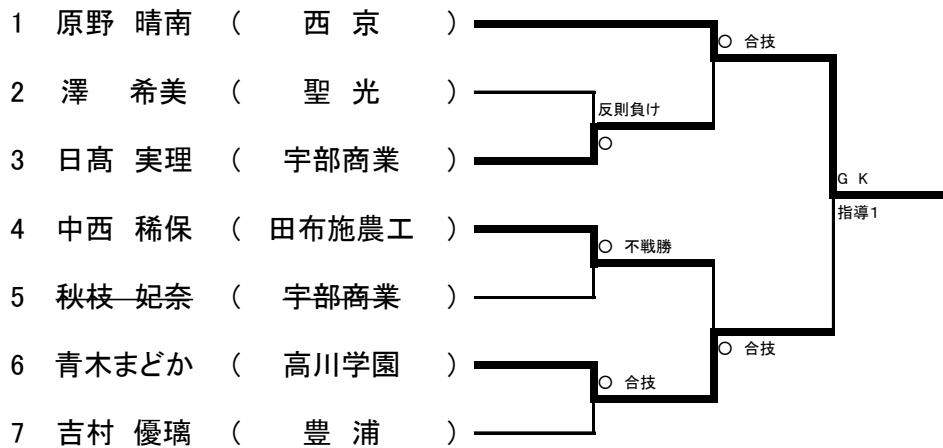 1 原野 晴南 ( 西 京 )
○ 合技
2 澤 希美 ( 聖 光 )
反則負け
○
3 日髙 実理 ( 宇部商業 )
G K
指導1
4 中西 稀保 ( 田布施農工 )
○ 不戦勝
5 秋枝 妃奈 ( 宇部商業 )
○ 合技
6 青木まどか ( 高川学園 )
○ 合技
7 吉村 優璃 ( 豊 浦 )